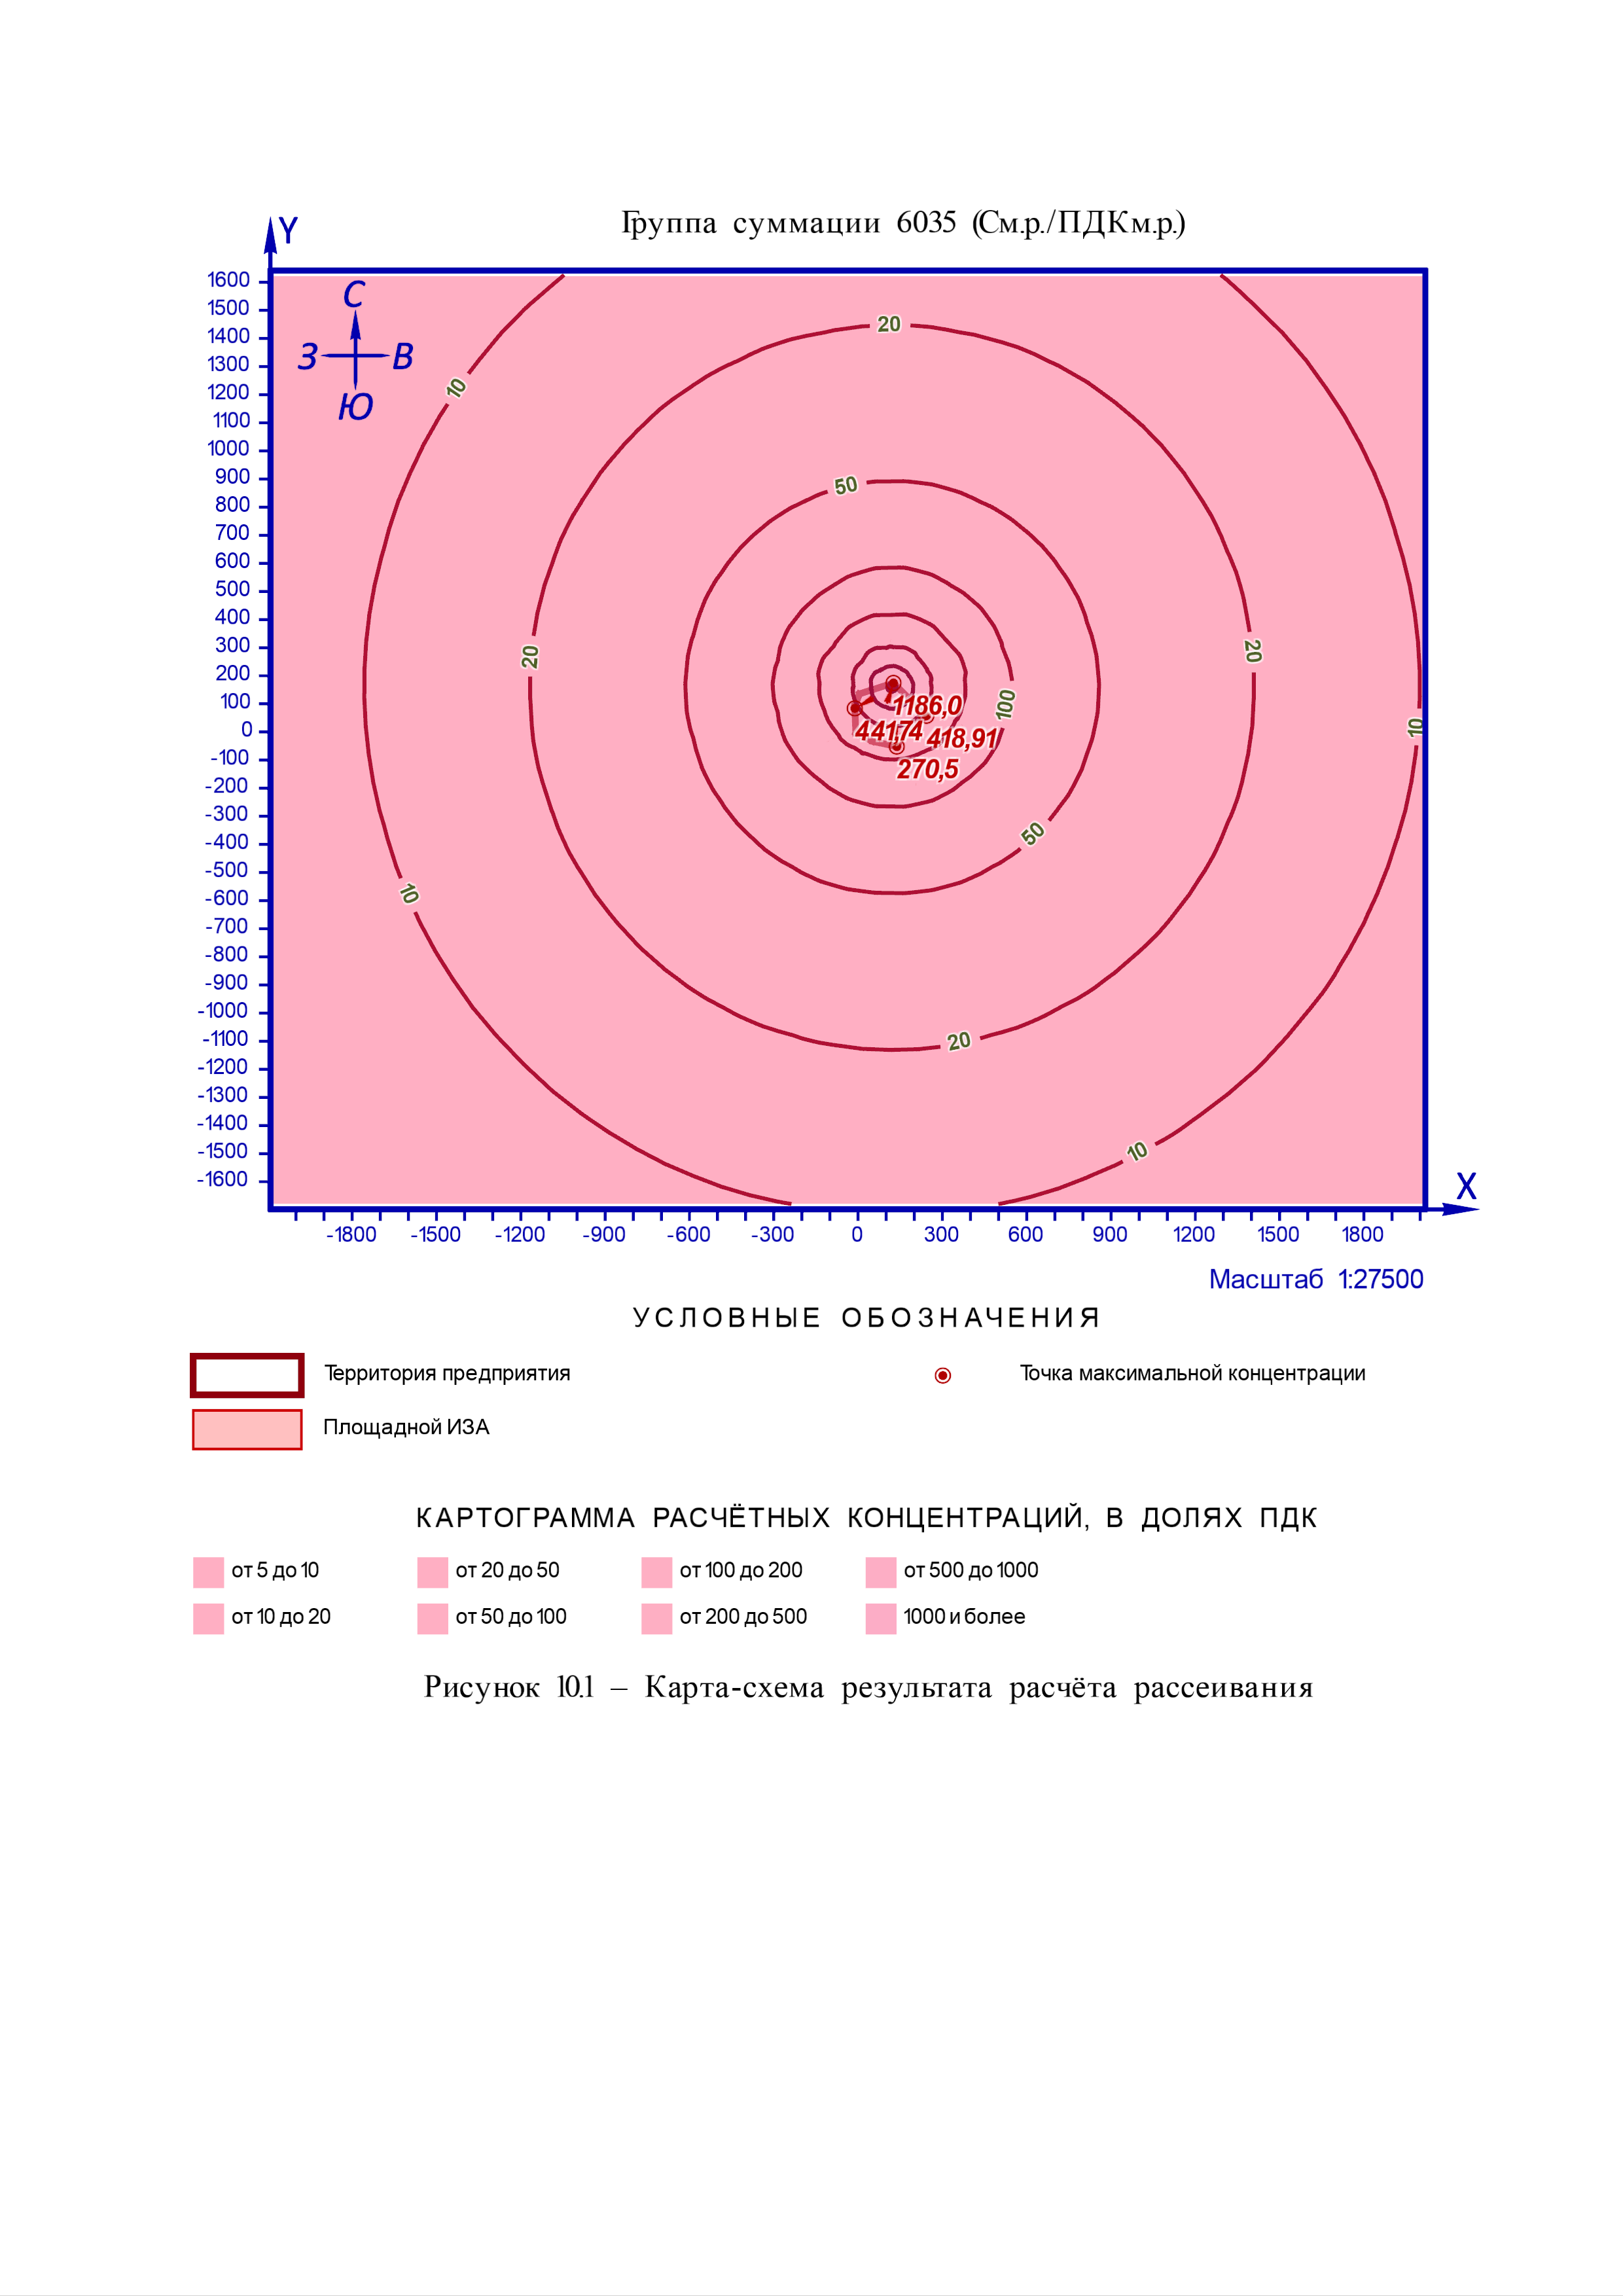 Группа суммации 6035 (См.р./ПДКм.р.)
Y
1600
1500
1400
1300
1200
1100
1000
900
800
700
600
500
400
300
200
100
0
-100
-200
-300
-400
-500
-600
-700
-800
-900
-1000
-1100
-1200
-1300
-1400
-1500
-1600
С
З
В
Ю
20
10
50
20
20
100
10
1186,0
441,74
418,91
270,5
50
10
20
10
X
-1800 -1500 -1200 -900 -600 -300 0 300 600 900 1200 1500 1800
Масштаб 1:27500
УСЛОВНЫЕ ОБОЗНАЧЕНИЯ
Территория предприятия
Точка максимальной концентрации
Площадной ИЗА
КАРТОГРАММА РАСЧЁТНЫХ КОНЦЕНТРАЦИЙ, В ДОЛЯХ ПДК
от 5 до 10
от 20 до 50
от 100 до 200
от 500 до 1000
от 10 до 20
от 50 до 100
от 200 до 500
1000 и более
Рисунок 10.1 – Карта-схема результата расчёта рассеивания